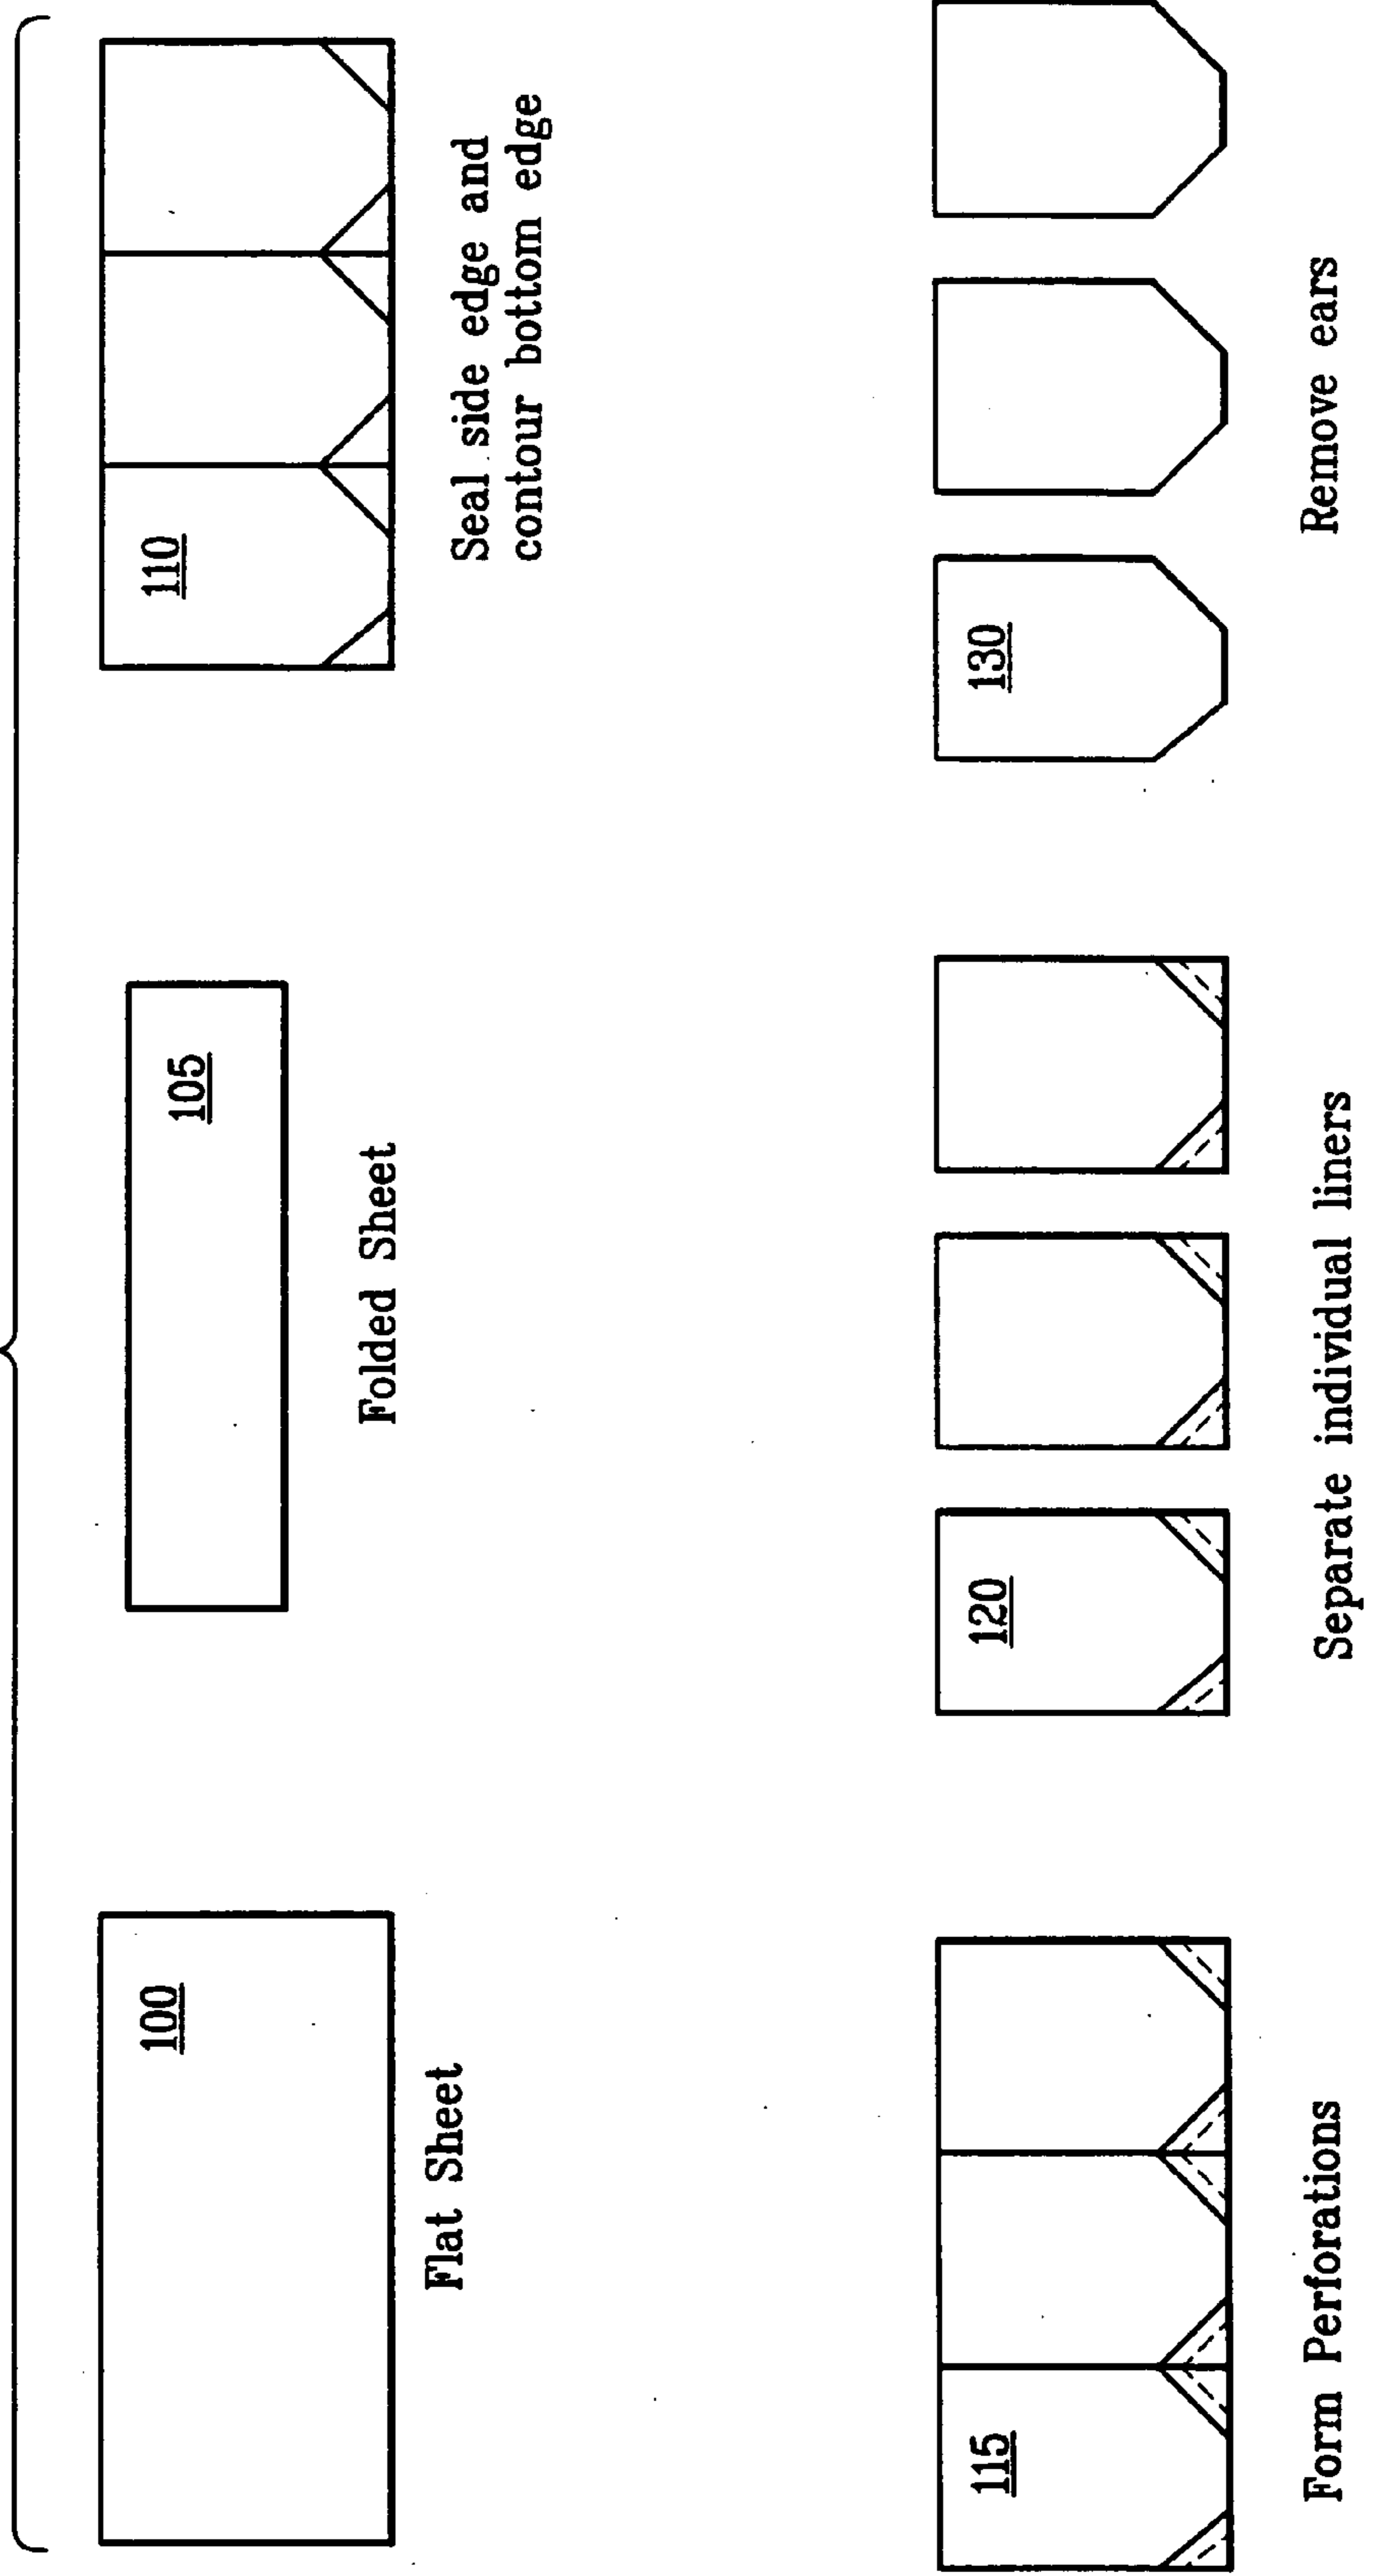 100
Flat Sheet
105
Folded Sheet
110
Seal side edge and
contour bottom edge
115
Form Perforations
120
Separate individual liners
130
Remove ears